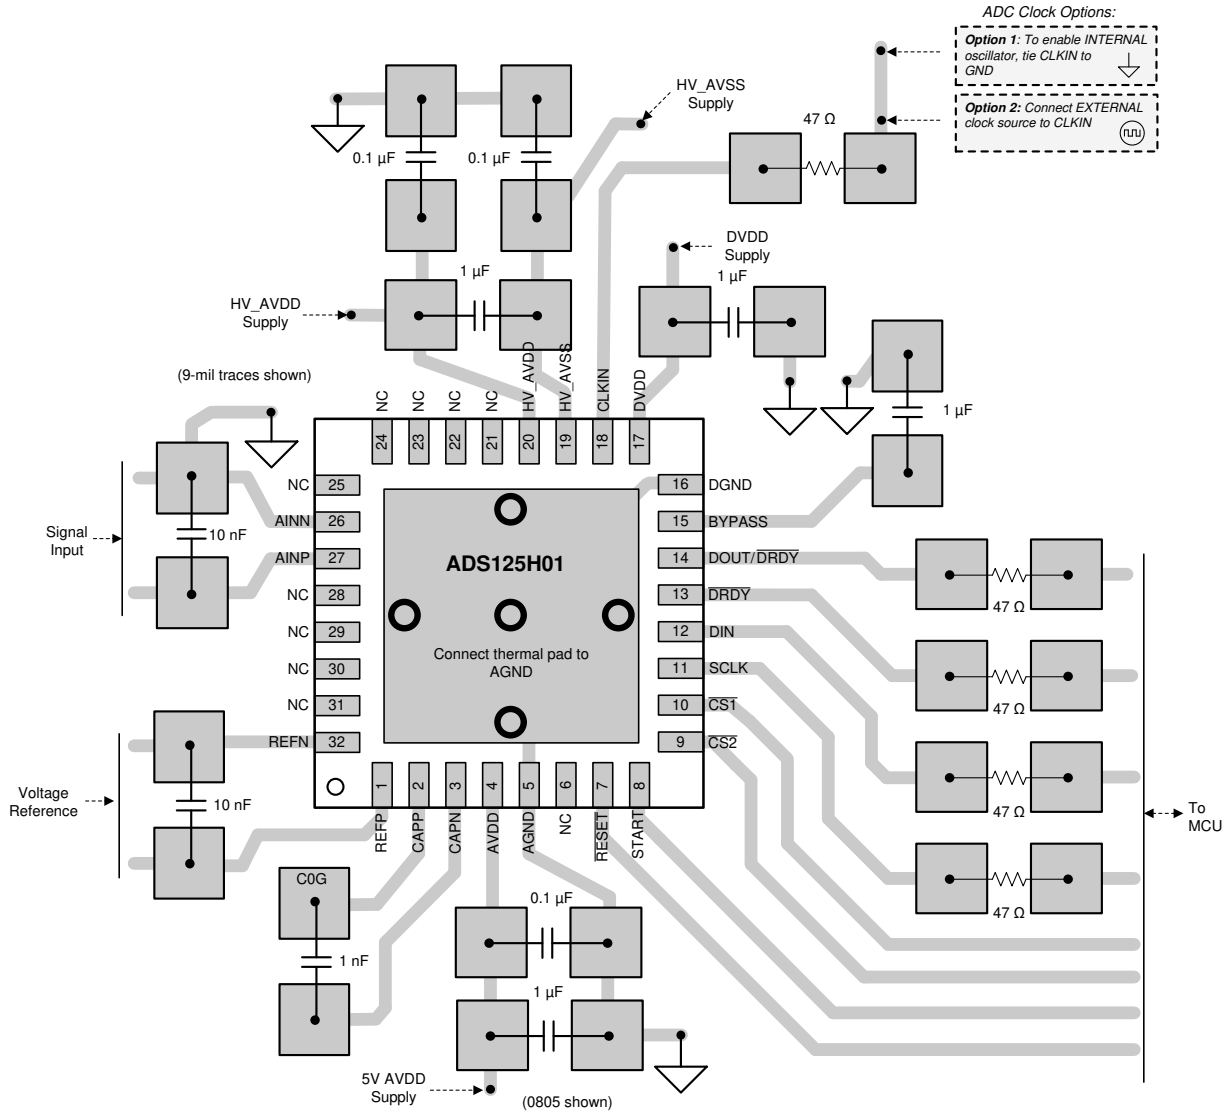 ADC Clock Options:
Option 1: To enable INTERNAL
oscillator, tie CLKIN to
GND
Option 2: Connect EXTERNAL
clock source to CLKIN
HV_AVSS
Supply
47 Ω
0.1 µF
0.1 µF
DVDD
Supply
1 µF
1 µF
HV_AVDD
Supply
1 µF
(9-mil traces shown)
NC
NC
NC
NC
HV_AVDD
HV_AVSS
CLKIN
DVDD
24
23
22
21
20
19
18
17
NC
25
AINN
26
AINP
27
NC
28
NC
29
NC
30
NC
31
REFN
32
Signal
Input
10 nF
Voltage
Reference
10 nF
ADS125H01
Connect thermal pad to
AGND
16
DGND
15
BYPASS
14
DOUT/DRDY
13
DRDY
12
DIN
11
SCLK
10
CS1
9
CS2
47 Ω
47 Ω
47 Ω
47 Ω
To
MCU
1
2
3
4
5
6
7
8
REFP
CAPP
CAPN
AVDD
AGND
NC
RESET
START
C0G
1 nF
0.1 µF
1 µF
5V AVDD
Supply
(0805 shown)